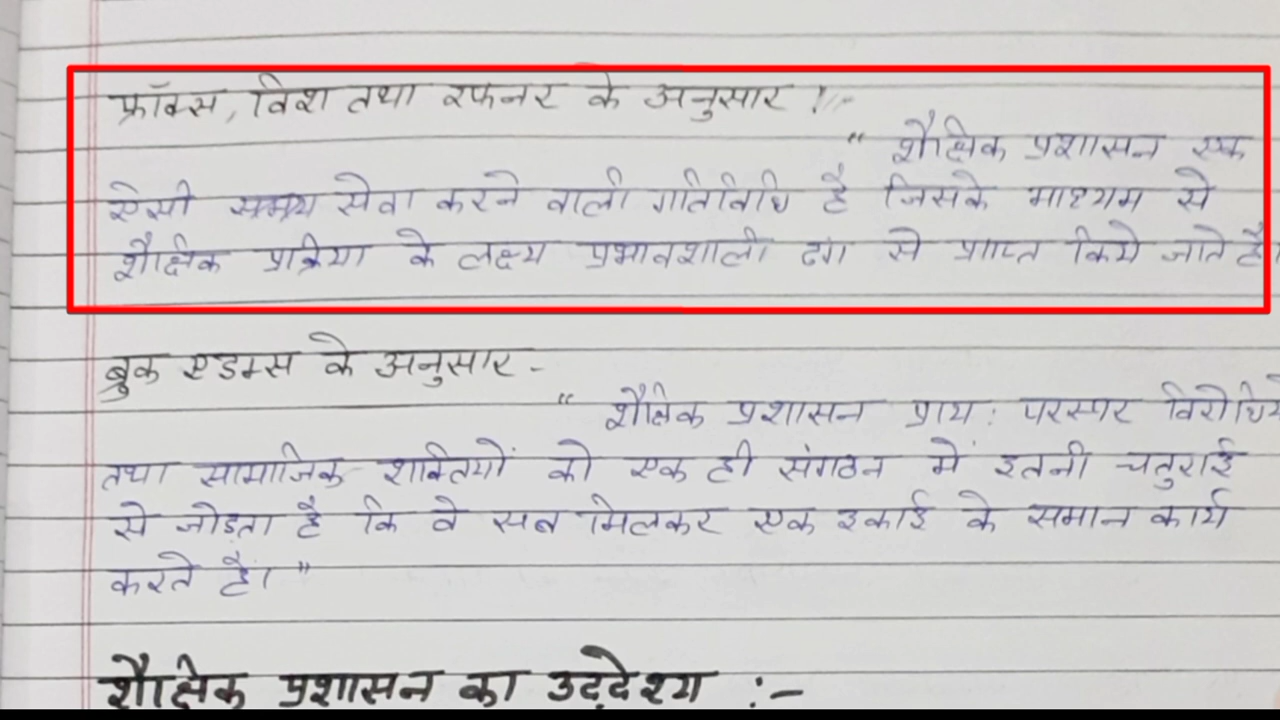 फ्रॉक्स, विश तथा रफनर के अनुसार :-
" शैक्षिक प्रशासन एक
ऐसी सेवा करने वाली गतिविधि है जिसके माध्यम से
शैक्षिक प्रक्रिया के लक्ष्य प्रभावशाली ढंग से प्राप्त किये जाते है।
ब्रुक एडम्स के अनुसार -
" शैक्षिक प्रशासन प्राय: परस्पर
तथा सामाजिक शक्तियों को एक ही संगठन में इतनी चतुराई
से जोड़ता है कि वे सब मिलकर एक इकाई के समान कार्य
करते है। "
शैक्षिक प्रशासन का उद्देश्य :-